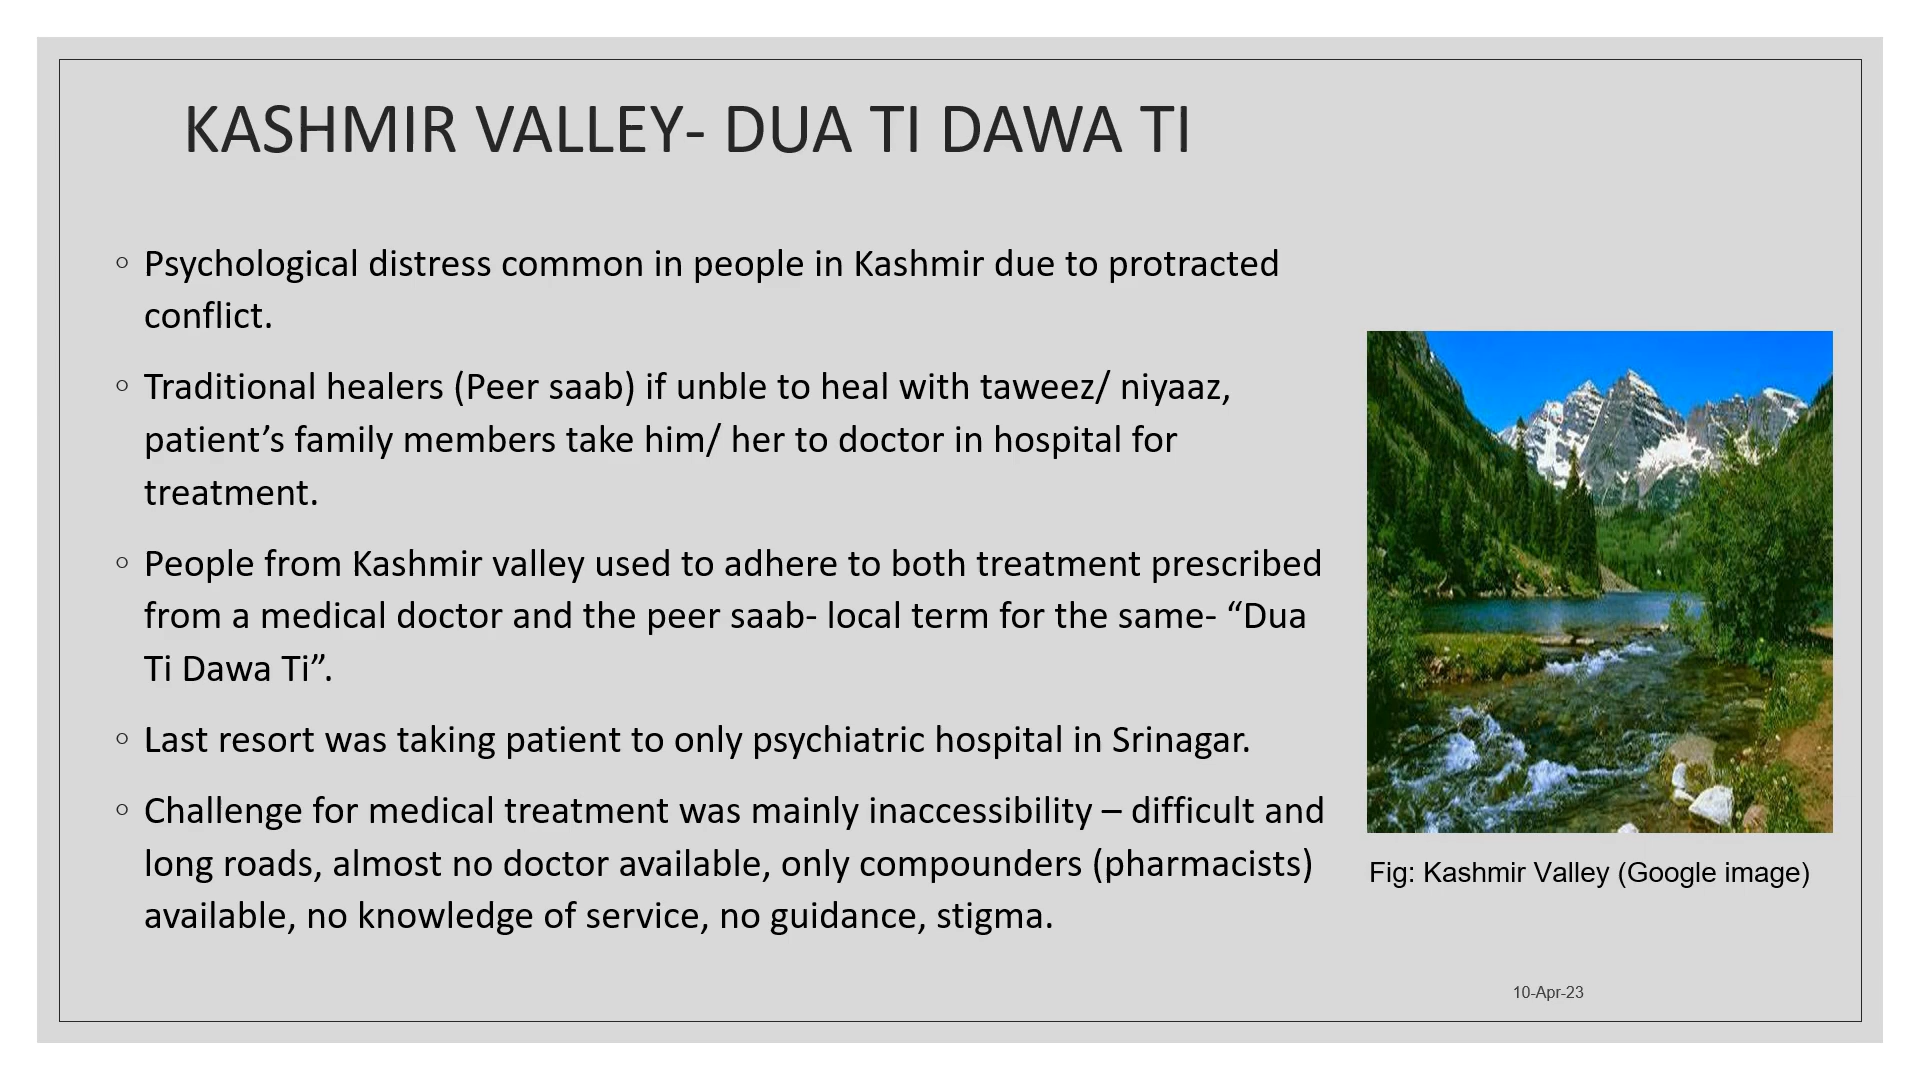 KASHMIR VALLEY- DUA TI DAWA TI
◦ Psychological distress common in people in Kashmir due to protracted
conflict.
◦ Traditional healers (Peer saab) if unble to heal with taweez/ niyaaz,
patient’s family members take him/ her to doctor in hospital for
treatment.
◦ People from Kashmir valley used to adhere to both treatment prescribed
from a medical doctor and the peer saab- local term for the same- “Dua
Ti Dawa Ti”.
◦ Last resort was taking patient to only psychiatric hospital in Srinagar.
◦ Challenge for medical treatment was mainly inaccessibility – difficult and
long roads, almost no doctor available, only compounders (pharmacists)
available, no knowledge of service, no guidance, stigma.
Fig: Kashmir Valley (Google image)
10-Apr-23